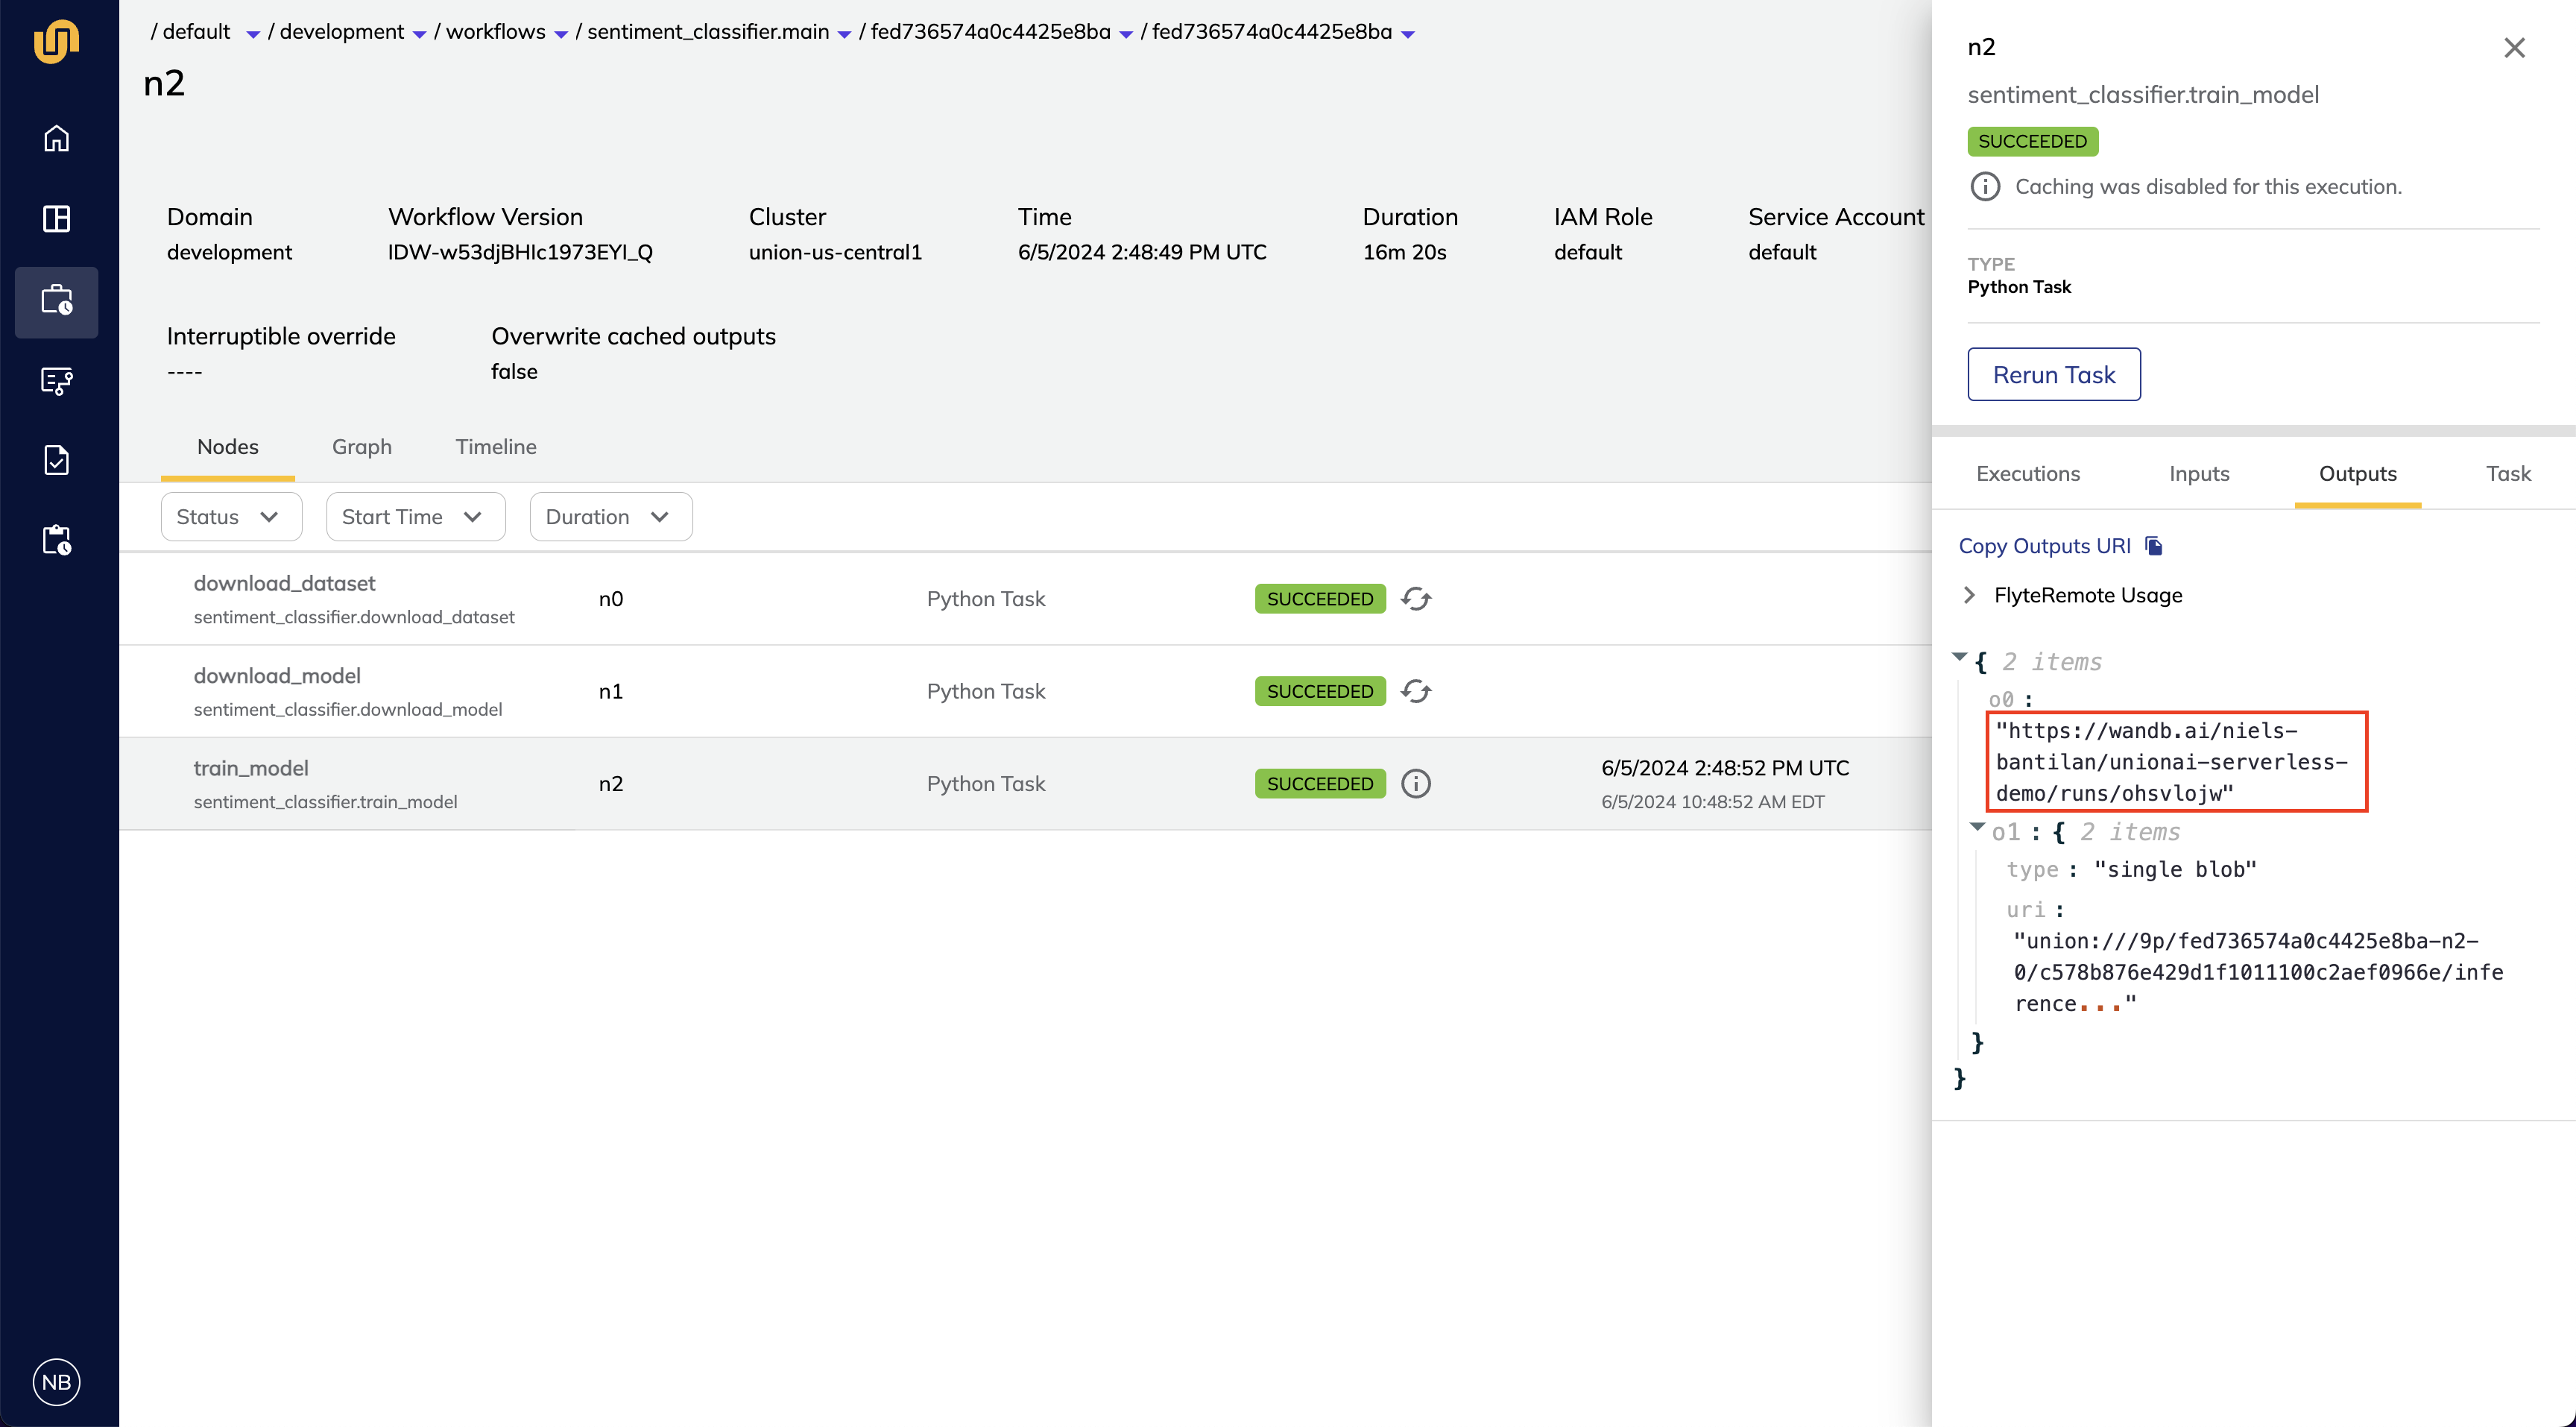 / default / development / workflows / sentiment_classifier.main / fed736574a0c4425e8ba / fed736574a0c4425e8ba
n2
Domain
development
Workflow Version
IDW-w53djBHIc1973EYI_Q
Cluster
union-us-central1
Time
6/5/2024 2:48:49 PM UTC
Duration
16m 20s
IAM Role
default
Service Account
default
Interruptible override
----
Overwrite cached outputs
false
Nodes Graph Timeline
Status Start Time Duration
download_dataset
sentiment_classifier.download_dataset
n0 Python Task SUCCEEDED
download_model
sentiment_classifier.download_model
n1 Python Task SUCCEEDED
train_model
sentiment_classifier.train_model
n2 Python Task SUCCEEDED
6/5/2024 2:48:52 PM UTC
6/5/2024 10:48:52 AM EDT
NB
n2
sentiment_classifier.train_model
SUCCEEDED
Caching was disabled for this execution.
TYPE
Python Task
Rerun Task
Executions Inputs Outputs Task
Copy Outputs URI
FlyteRemote Usage
{ 2 items
o0 :
"https://wandb.ai/niels-
bantilan/unionai-serverless-
demo/runs/ohsvlojw"
o1 : { 2 items
type : "single blob"
uri :
"union:///9p/fed736574a0c4425e8ba-n2-
0/c578b876e429d1f1011100c2aef0966e/infe
rence..."
}
}